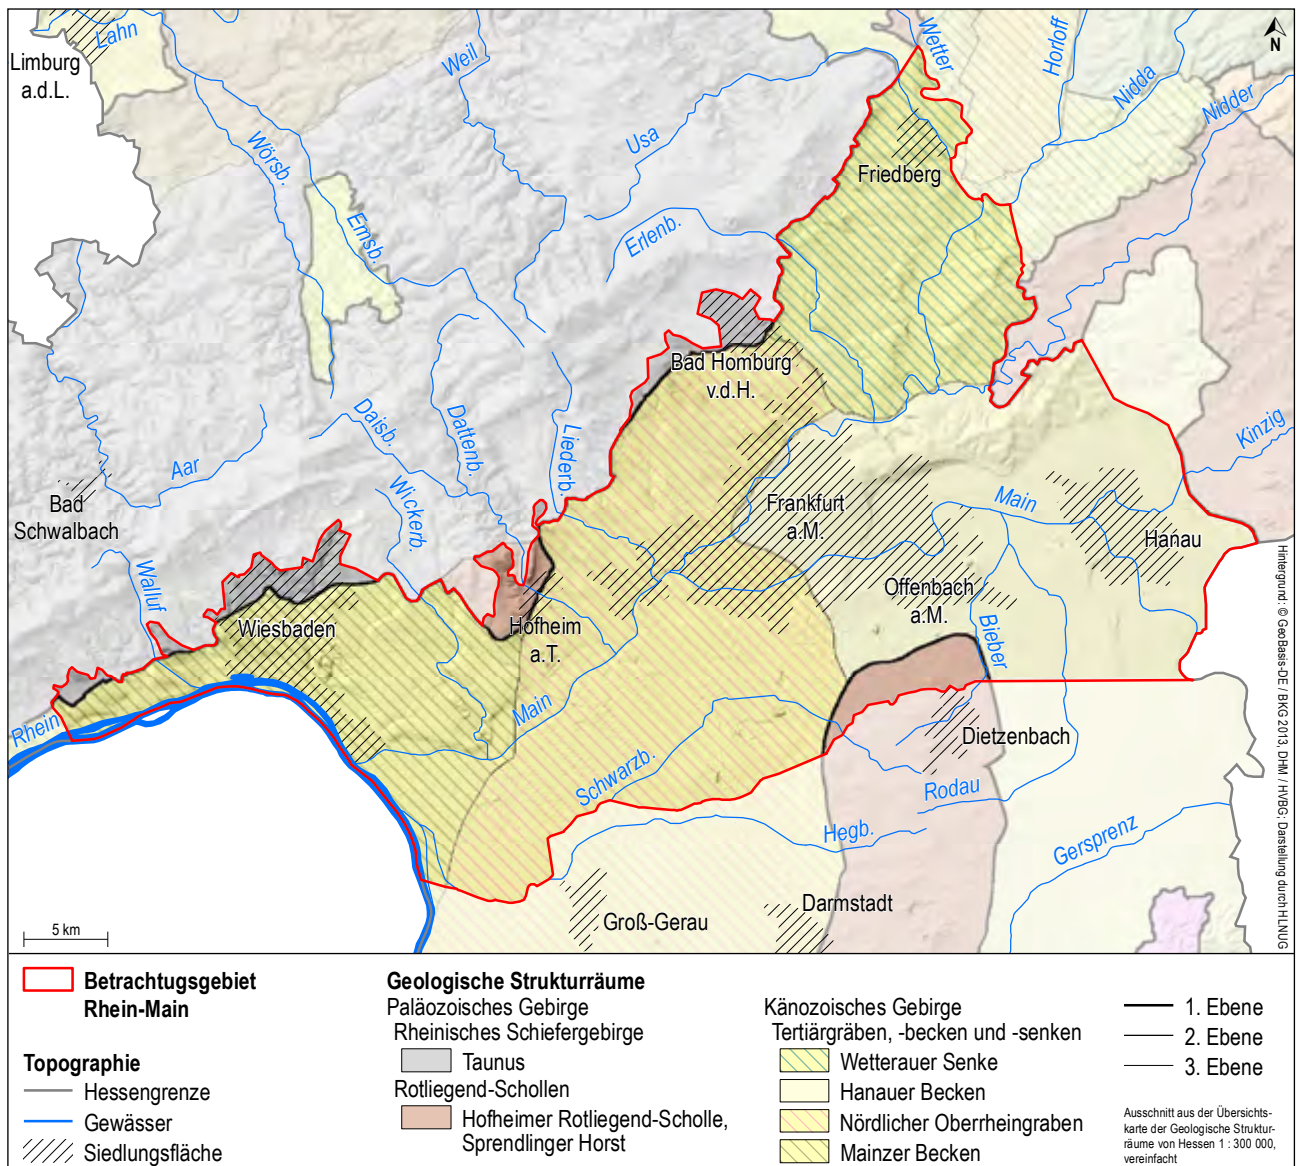 Lahn
Limburg
a.d.L.
Weil
Wetter
Horloff
N
Nidda
Nidder
Wörsb.
Usa
Friedberg
Emsb.
Erlenb.
Bad Homburg
v.d.H.
Daisb.
Dattenb.
Liederb.
Aar
Bad
Schwalbach
Wickerb.
Kinzig
Frankfurt
a.M.
Main
Hanau
Walluf
Wiesbaden
Hofheim
a.T.
Offenbach
a.M.
Bieber
Rhein
Main
Schwarzb.
Dietzenbach
Rodau
Hegb.
Gersprenz
Groß-Gerau
Darmstadt
5 km
Hintergrund: © GeoBasis-DE / BKG 2013, DHM / HVBG; Darstellung durch HLNUG
Betrachtugsgebiet
Rhein-Main
Topographie
Hessengrenze
Gewässer
Siedlungsfläche
Geologische Strukturräume
Paläozoisches Gebirge
Rheinisches Schiefergebirge
Taunus
Rotliegend-Schollen
Hofheimer Rotliegend-Scholle,
Sprendlinger Horst
Känozoisches Gebirge
Tertiärgräben, -becken und -senken
Wetterauer Senke
Hanauer Becken
Nördlicher Oberrheingraben
Mainzer Becken
1. Ebene
2. Ebene
3. Ebene
Ausschnitt aus der Übersichts-
karte der Geologische Struktur-
räume von Hessen 1 : 300 000,
vereinfacht